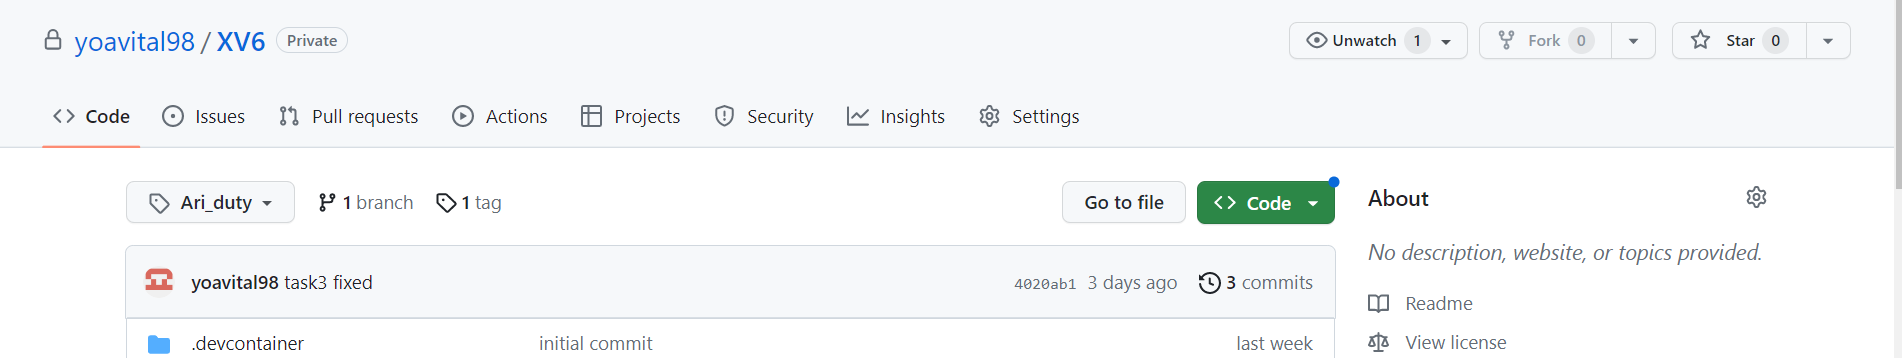 yoavital98 / XV6 Private Unwatch 1 Fork 0 Star 0
Code Issues Pull requests Actions Projects Security Insights Settings
Ari_duty 1 branch 1 tag Go to file Code
About
No description, website, or topics provided.
yoavital98 task3 fixed 4020ab1 3 days ago 3 commits
Readme
.devcontainer initial commit last week
View license